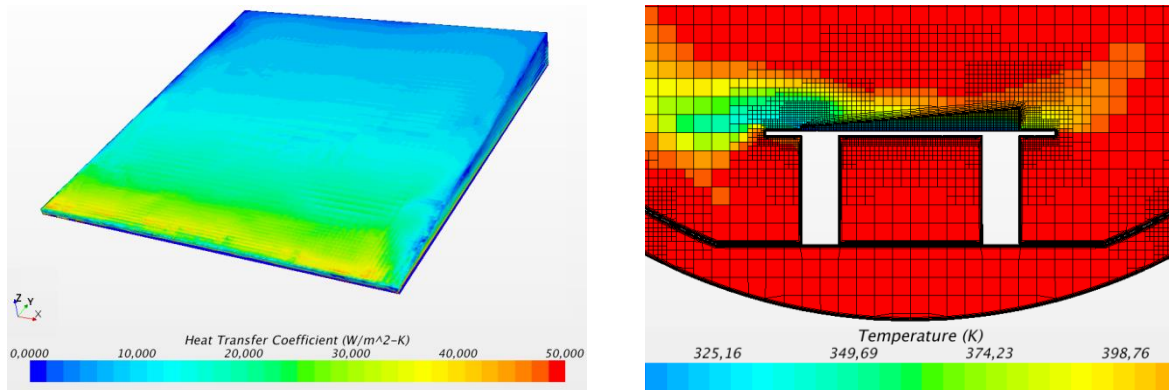 Z Y X
Heat Transfer Coefficient (W/m^2-K)
0,0000 10,000 20,000 30,000 40,000 50,000
Temperature (K)
325,16 349,69 374,23 398,76